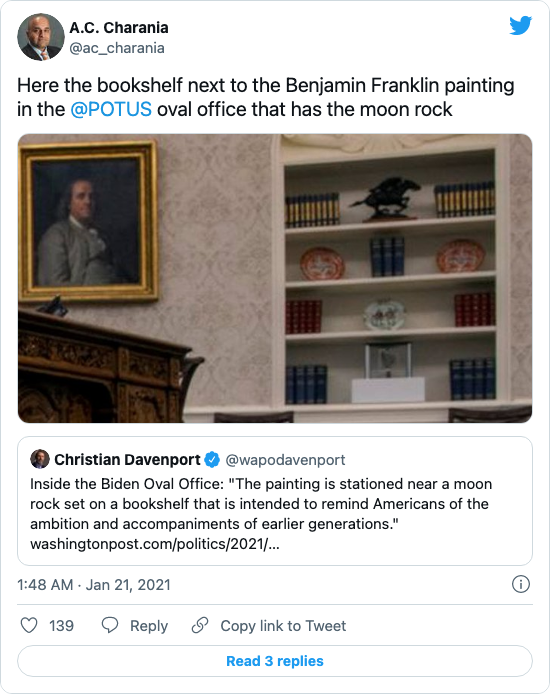 A.C. Charania
@ac_charania
Here the bookshelf next to the Benjamin Franklin painting
in the @POTUS oval office that has the moon rock
Christian Davenport @wapodavenport
Inside the Biden Oval Office: "The painting is stationed near a moon
rock set on a bookshelf that is intended to remind Americans of the
ambition and accompaniments of earlier generations."
washingtonpost.com/politics/2021/...
1:48 AM · Jan 21, 2021
139 Reply Copy link to Tweet
Read 3 replies